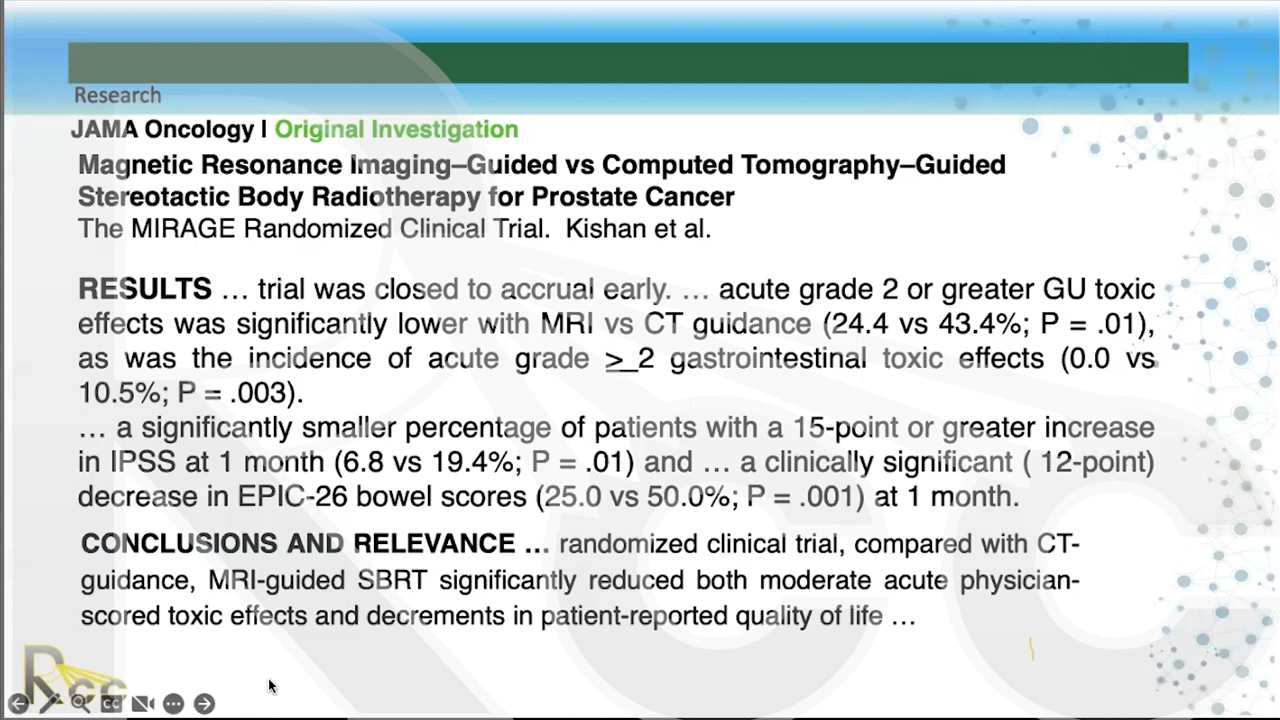 Research
JAMA Oncology | Original Investigation
Magnetic Resonance Imaging–Guided vs Computed Tomography–Guided
Stereotactic Body Radiotherapy for Prostate Cancer
The MIRAGE Randomized Clinical Trial. Kishan et al.
RESULTS … trial was closed to accrual early. … acute grade 2 or greater GU toxic
effects was significantly lower with MRI vs CT guidance (24.4 vs 43.4%; P = .01),
as was the incidence of acute grade > 2 gastrointestinal toxic effects (0.0 vs
10.5%; P = .003).
… a significantly smaller percentage of patients with a 15-point or greater increase
in IPSS at 1 month (6.8 vs 19.4%; P = .01) and … a clinically significant ( 12-point)
decrease in EPIC-26 bowel scores (25.0 vs 50.0%; P = .001) at 1 month.
CONCLUSIONS AND RELEVANCE … randomized clinical trial, compared with CT-
guidance, MRI-guided SBRT significantly reduced both moderate acute physician-
scored toxic effects and decrements in patient-reported quality of life …
Rcc
CC